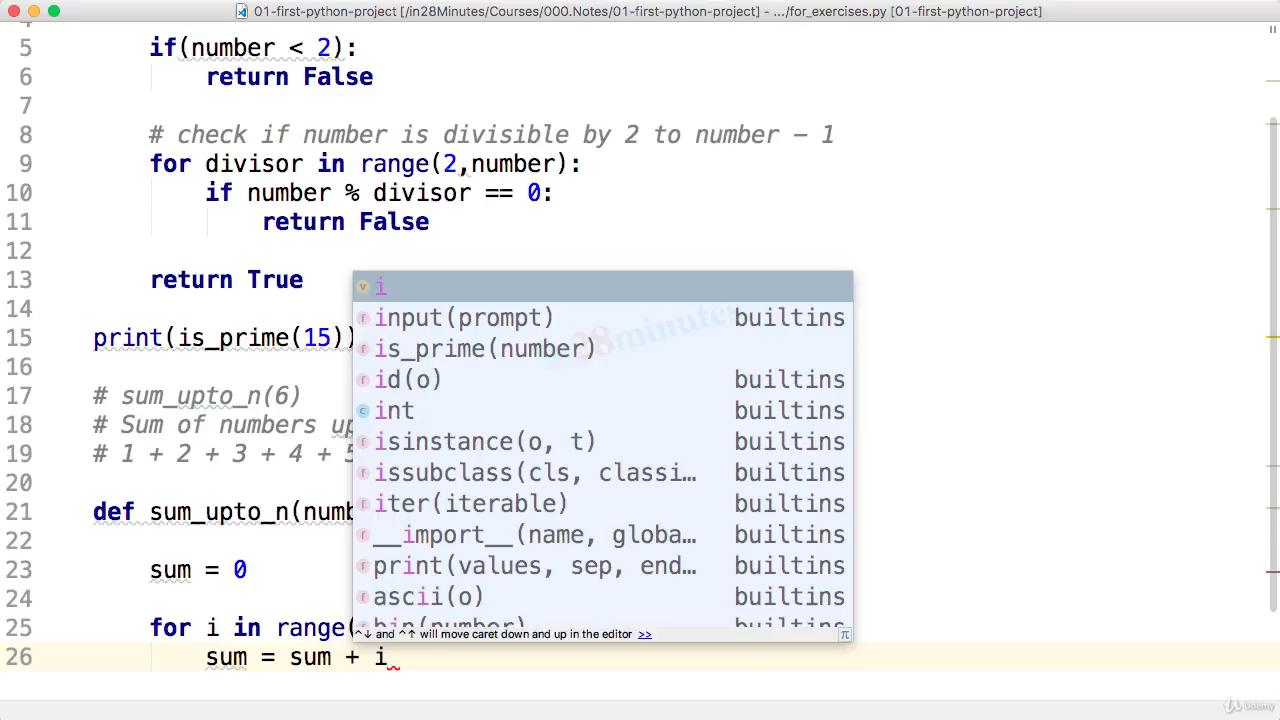 01-first-python-project [/in28Minutes/Courses/000.Notes/01-first-python-project] - .../for_exercises.py [01-first-python-project]
5 if(number < 2):
6 return False
7
8 # check if number is divisible by 2 to number - 1
9 for divisor in range(2,number):
10 if number % divisor == 0:
11 return False
12
13 return True
14
15 print(is_prime(15))
16
17 # sum_upto_n(6)
18 # Sum of numbers up
19 # 1 + 2 + 3 + 4 + 5
20
21 def sum_upto_n(numb
22
23 sum = 0
24
25 for i in range(
26 sum = sum + i
v i
f input(prompt) builtins
f is_prime(number)
f id(o) builtins
c int builtins
f isinstance(o, t) builtins
f issubclass(cls, classi… builtins
f iter(iterable) builtins
f __import__(name, globa… builtins
f print(values, sep, end… builtins
f ascii(o) builtins
f bin(number) builtins
^↓ and ^↑ will move caret down and up in the editor >>
π
28minutes
Udemy